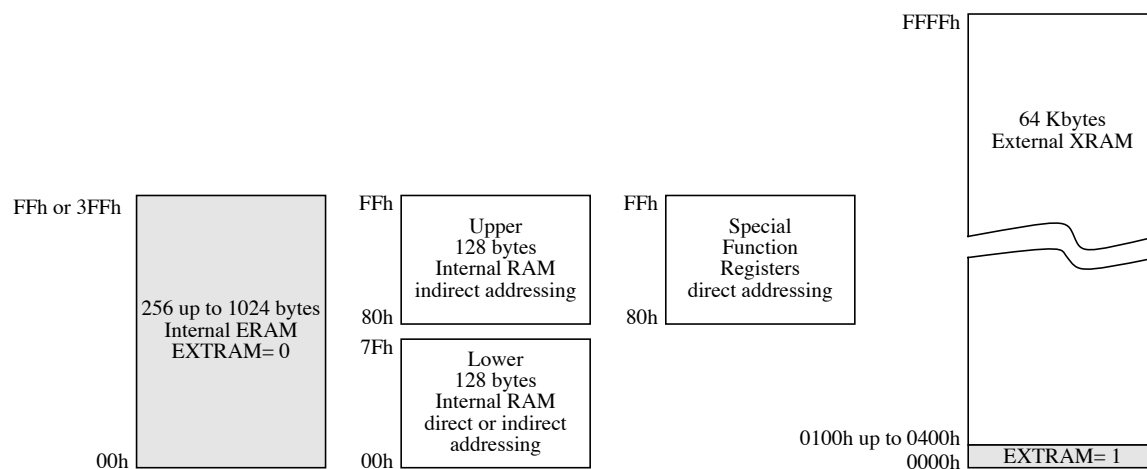 FFFFh
64 Kbytes
External XRAM
FFh or 3FFh
256 up to 1024 bytes
Internal ERAM
EXTRAM= 0
00h
FFh
Upper
128 bytes
Internal RAM
indirect addressing
80h
7Fh
Lower
128 bytes
Internal RAM
direct or indirect
addressing
00h
FFh
Special
Function
Registers
direct addressing
80h
0100h up to 0400h
0000h
EXTRAM= 1